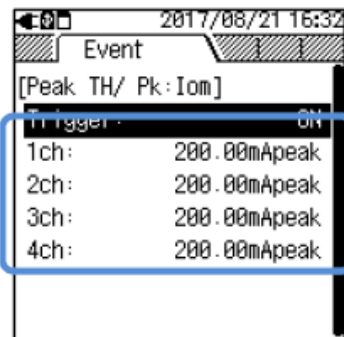 2017/08/21 16:32
Event
[Peak TH/ Pk:Iom]
Trigger: ON
1ch: 200.00mApeak
2ch: 200.00mApeak
3ch: 200.00mApeak
4ch: 200.00mApeak